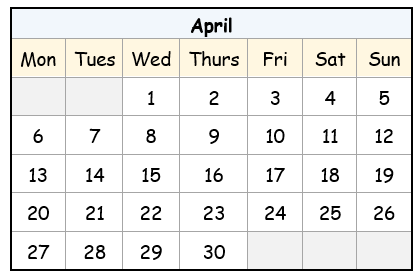 April
Mon Tues Wed Thurs Fri Sat Sun
1 2 3 4 5
6 7 8 9 10 11 12
13 14 15 16 17 18 19
20 21 22 23 24 25 26
27 28 29 30